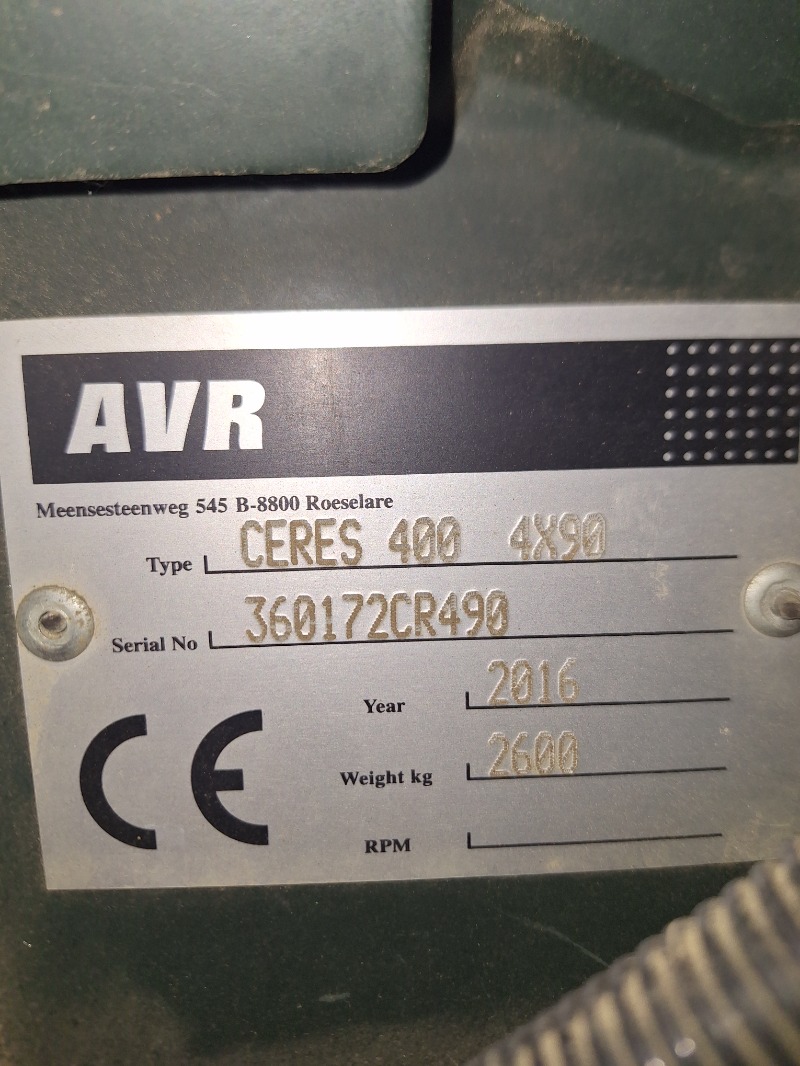 AVR
Meensesteenweg 545 B-8800 Roeselare
Type CERES 400 4X90
Serial No 360172CR490
Year 2016
Weight kg 2600
RPM
CE